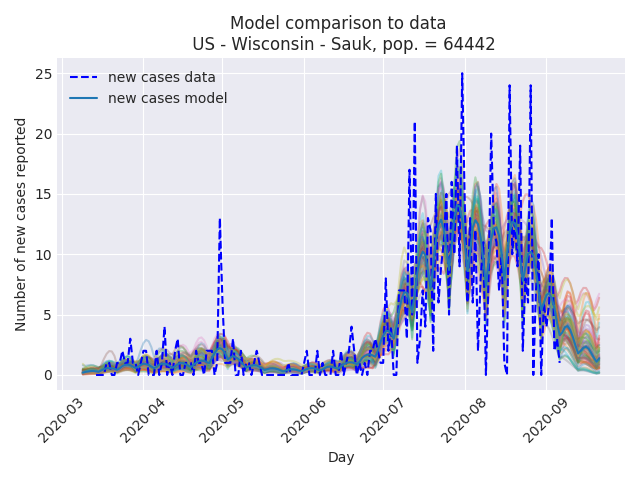 Model comparison to data
US - Wisconsin - Sauk, pop. = 64442
new cases data
new cases model
Number of new cases reported
25
20
15
10
5
0
2020-03
2020-04
2020-05
2020-06
2020-07
2020-08
2020-09
Day